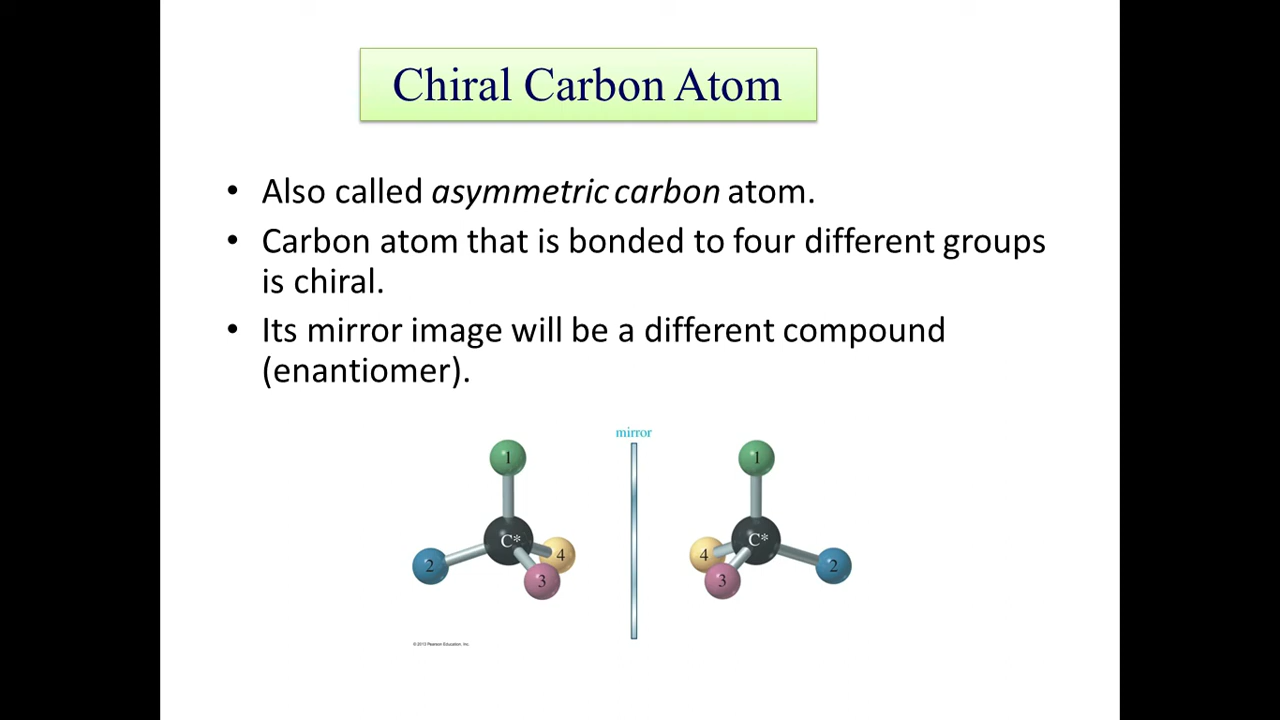 Chiral Carbon Atom
• Also called asymmetric carbon atom.
• Carbon atom that is bonded to four different groups
is chiral.
• Its mirror image will be a different compound
(enantiomer).
mirror
1
1
C*
C*
4
4
2
2
3
3
© 2013 Pearson Education, Inc.